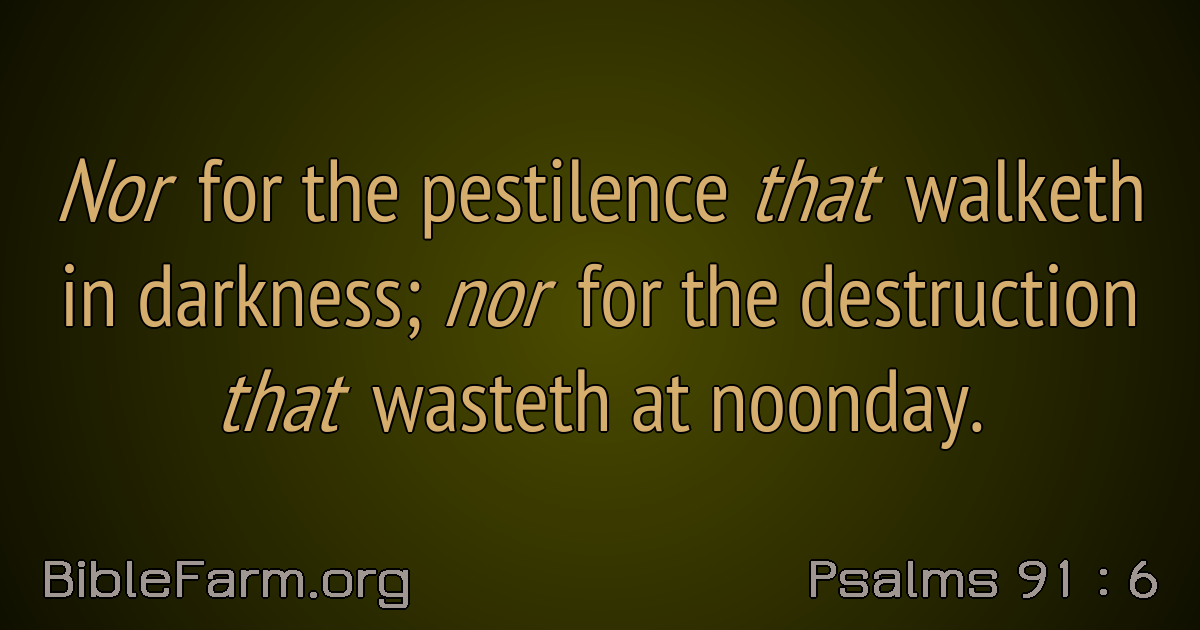 Nor for the pestilence that walketh
in darkness; nor for the destruction
that wasteth at noonday.
BibleFarm.org
Psalms 91 : 6